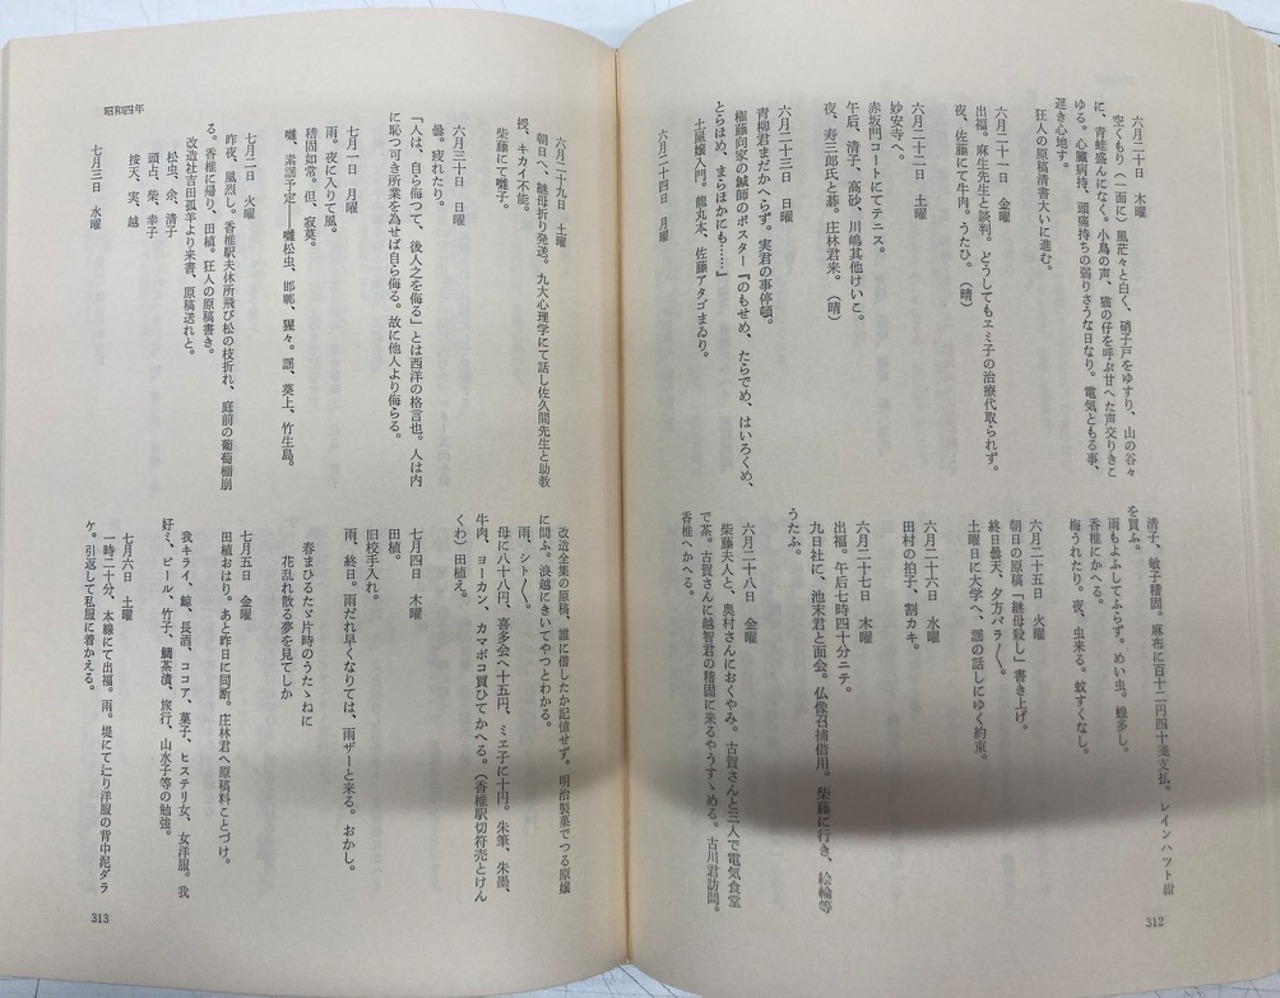 六月二十日　木曜
空くもり（一面に）風茫々と白く、硝子戸をゆすり、山の谷々
に、青蛙盛んになく。小鳥の声、猫の仔を呼ぶ甘へた声交りきこ
ゆる。心臓病持、頭痛持ちの弱りさうな日なり。電気ともる事、
遅き心地す。
狂人の原稿清書大いに進む。
六月二十一日　金曜
出福。麻生先生と談判。どうしてもヱミ子の治療代取られず。
夜、佐藤にて牛肉。うたひ。（晴）
六月二十二日　土曜
妙安寺へ。
赤坂門コートにてテニス。
午后、清子、高砂、川嶋其他けいこ。
夜、寿三郎氏と碁。庄林君来。（晴）
六月二十三日　日曜
青柳君まだかへらず。実君の事停頓。
権藤向家の鍼師のポスター『のもせめ、たらでめ、はいろくめ、
とらほめ、まらほかにも……』
土屋嬢入門。龍丸本、佐藤アタゴまゐり。
六月二十四日　月曜
清子、敏子稽固。麻布に百十二円四十戔支払。レインハツト紺
を買ふ。
雨もよふしてふらず。めい虫。蝗多し。
香椎にかへる。
梅うれたり。夜、虫来る。蚊すくなし。
六月二十五日　火曜
朝日の原稿「継母殺し」書き上げ。
終日曇天、夕方パラ〳〵。
土曜日に大学へ、謡の話しにゆく約束。
六月二十六日　水曜
田村の拍子、割カキ。
六月二十七日　木曜
出福。午后七時四十分ニテ。
九日社に、池末君と面会。仏像召捕借用。柴藤に行き、絵輪等
うたふ。
六月二十八日　金曜
柴藤夫人と、奥村さんにおくやみ。古賀さんと三人で電気食堂
で茶。古賀さんに越智君の稽固に来るやうすゝめる。古川君訪問。
香椎へかへる。
312
昭和四年
六月二十九日　土曜
朝日へ、継母折り発送。九大心理学にて話し佐久間先生と助教
授、キカイ不能。
柴藤にて囃子。
六月三十日　日曜
曇。疲れたり。
「人は、自ら侮つて、後人之を侮る」とは西洋の格言也。人は内
に恥つ可き所業を為せば自ら侮る。故に他人より侮らる。
七月一日　月曜
雨。夜に入りて風。
稽固如常。但、寂莫。
囃、素謡予定――囃松虫、邯鄲、猩々。謡、葵上、竹生島。
七月二日　火曜
昨夜、風烈し。香椎駅夫休所飛び松の枝折れ、庭前の葡萄棚崩
る。香椎に帰り、田植。狂人の原稿書き。
改造社吉田孤羊より来書、原稿送れと。
松虫、余、清子
頭占、柴、幸子
按天、実、越
七月三日　水曜
改造全集の原稿、誰に借したか記憶せず。明治製菓でつる原嬢
に問ふ。浪越にきいてやつとわかる。
雨、シト〳〵。
母に八十八円、喜多会へ十五円、ミヱ子に十円。朱筆、朱墨、
牛肉、ヨーカン、カマボコ買ひてかへる。（香椎駅切符売とけん
くわ）田植え。
七月四日　木曜
田植。
旧校手入れ。
雨、終日。雨だれ早くなりては、雨ザーと来る。おかし。
春まひるたゞ片時のうたゝねに
花乱れ散る夢を見てしか
七月五日　金曜
田植おはり。あと昨日に同断。庄林君へ原稿料ことづけ。
我キライ、鯨、長酒、ココア、菓子、ヒステリ女、女洋服。我
好ミ、ビール、竹子、鯛茶漬、旅行、山水子等の勉強。
七月六日　土曜
一時二十分、本線にて出福。雨。堤にて辷り洋服の背中泥ダラ
ケ。引返して私服に着かえる。
313